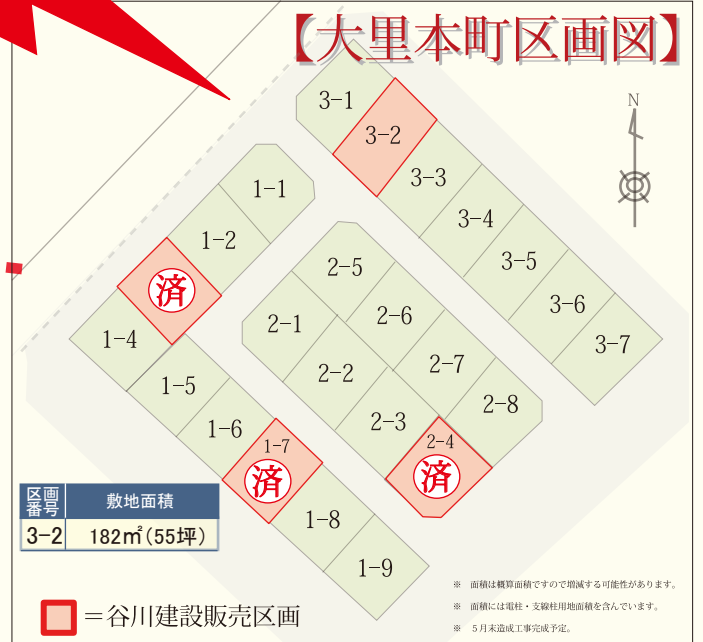 【大里本町区画図】
N
3-1
3-2
3-3
3-4
3-5
3-6
3-7
1-1
1-2
済
1-4
1-5
1-6
1-7
済
1-8
1-9
2-5
2-6
2-7
2-8
2-1
2-2
2-3
2-4
済
区画番号 敷地面積
3-2 182㎡(55坪)
=谷川建設販売区画
※ 面積は概算面積ですので増減する可能性があります。
※ 面積には電柱・支線柱用地面積を含んでいます。
※ 5月末造成工事完成予定。